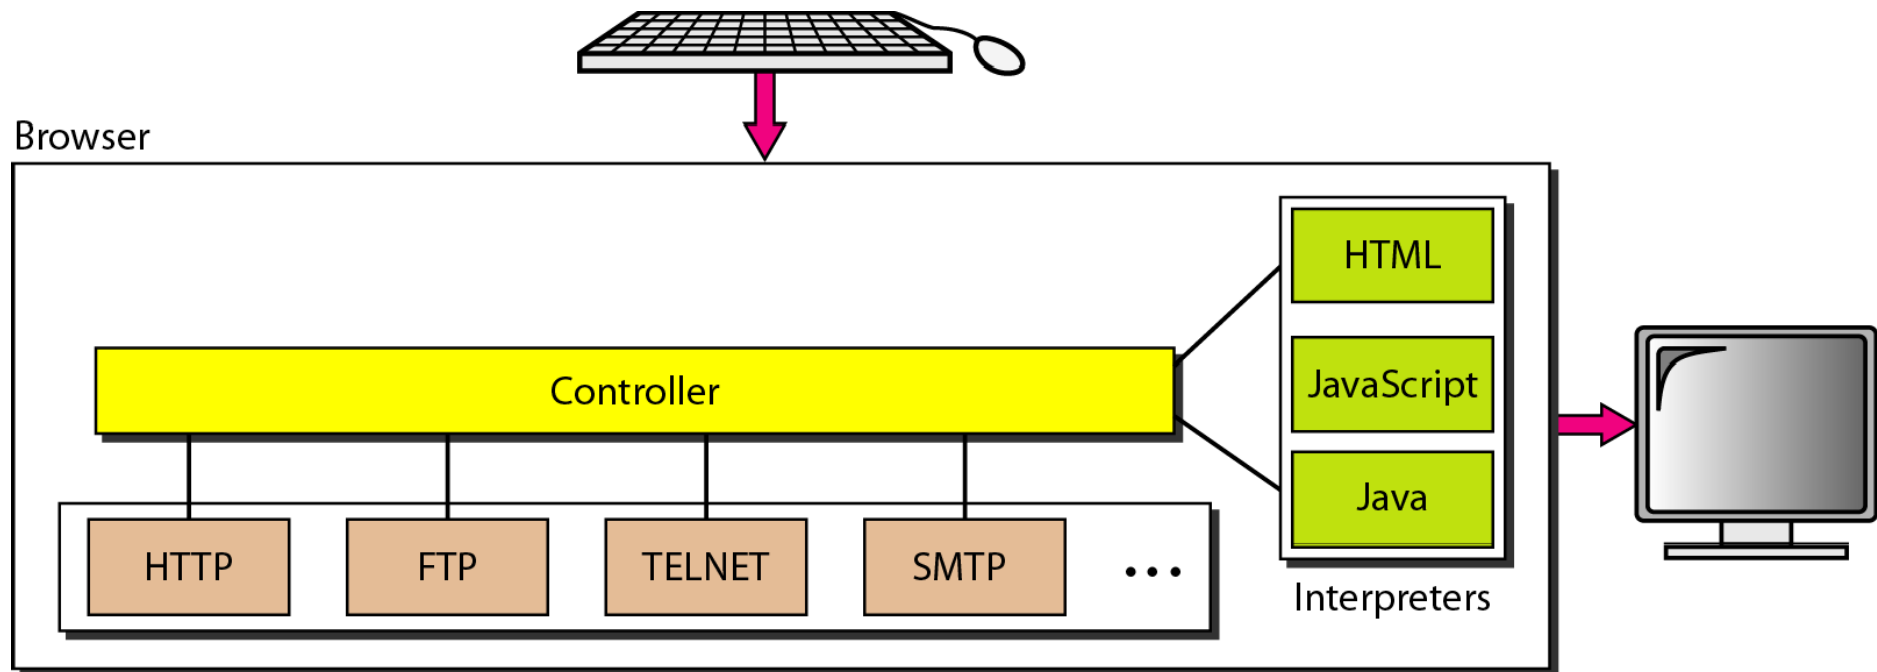 Browser
HTML
Controller
JavaScript
Java
HTTP
FTP
TELNET
SMTP
...
Interpreters